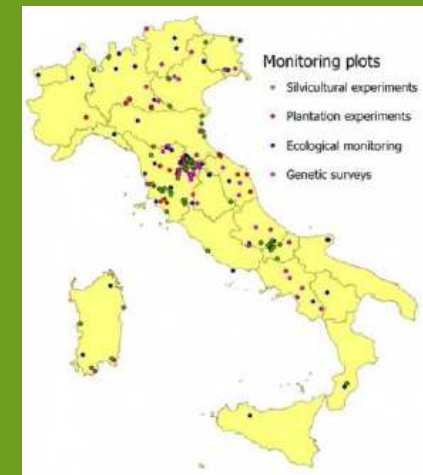 Monitoring plots
Silvicultural experiments
Plantation experiments
Ecological monitoring
Genetic surveys